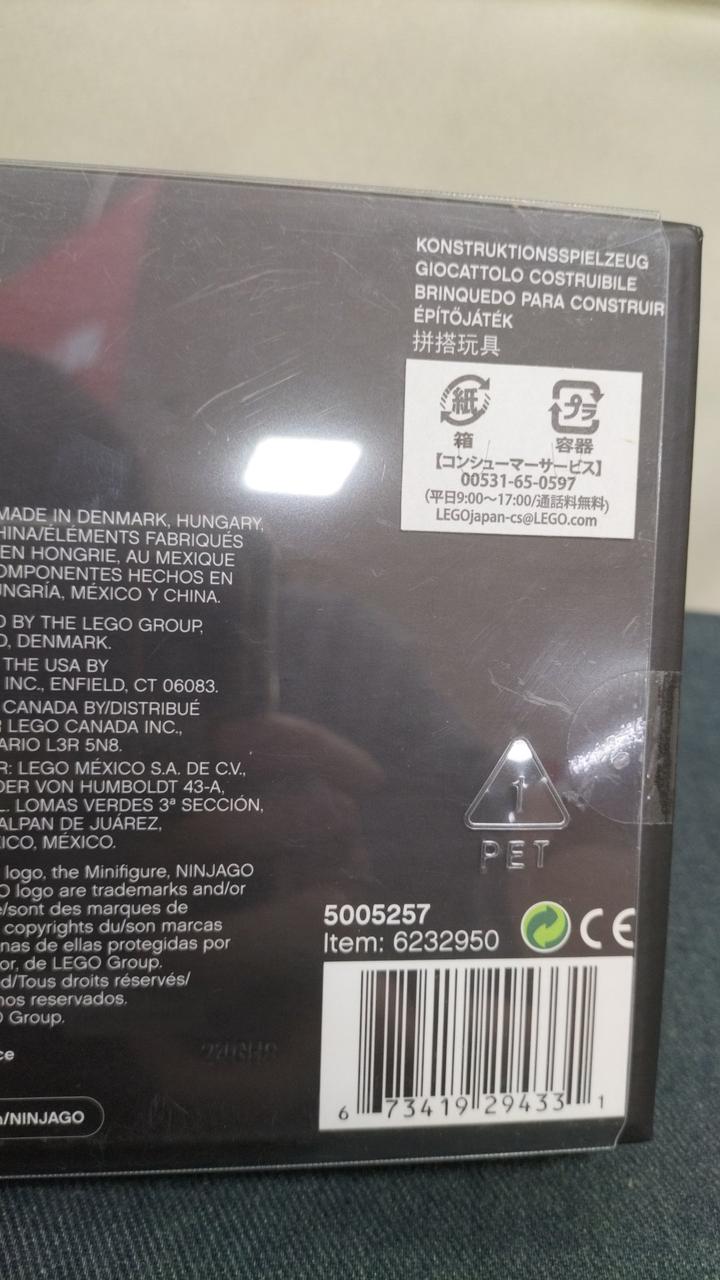 KONSTRUKTIONSSPIELZEUG
GIOCATTOLO COSTRUIBILE
BRINQUEDO PARA CONSTRUIR
ÉPÍTŐJÁTÉK
拼搭玩具
紙
プラ
箱
容器
【コンシューマーサービス】
00531-65-0597
(平日9:00〜17:00/通話料無料)
LEGOjapan-cs@LEGO.com
MADE IN DENMARK, HUNGARY,
HINA/ÉLÉMENTS FABRIQUÉS
EN HONGRIE, AU MEXIQUE
OMPONENTES HECHOS EN
UNGRÍA, MÉXICO Y CHINA.
D BY THE LEGO GROUP,
D, DENMARK.
THE USA BY
INC., ENFIELD, CT 06083.
CANADA BY/DISTRIBUÉ
R LEGO CANADA INC.,
ARIO L3R 5N8.
R: LEGO MÉXICO S.A. DE C.V.,
DER VON HUMBOLDT 43-A,
L. LOMAS VERDES 3ª SECCIÓN,
ALPAN DE JUÁREZ,
ICO, MÉXICO.
logo, the Minifigure, NINJAGO
O logo are trademarks and/or
e/sont des marques de
copyrights du/son marcas
nas de ellas protegidas por
or, de LEGO Group.
d/Tous droits réservés/
hos reservados.
O Group.
ce
/NINJAGO
1
PET
5005257
Item: 6232950
CE
6 73419 29433 1